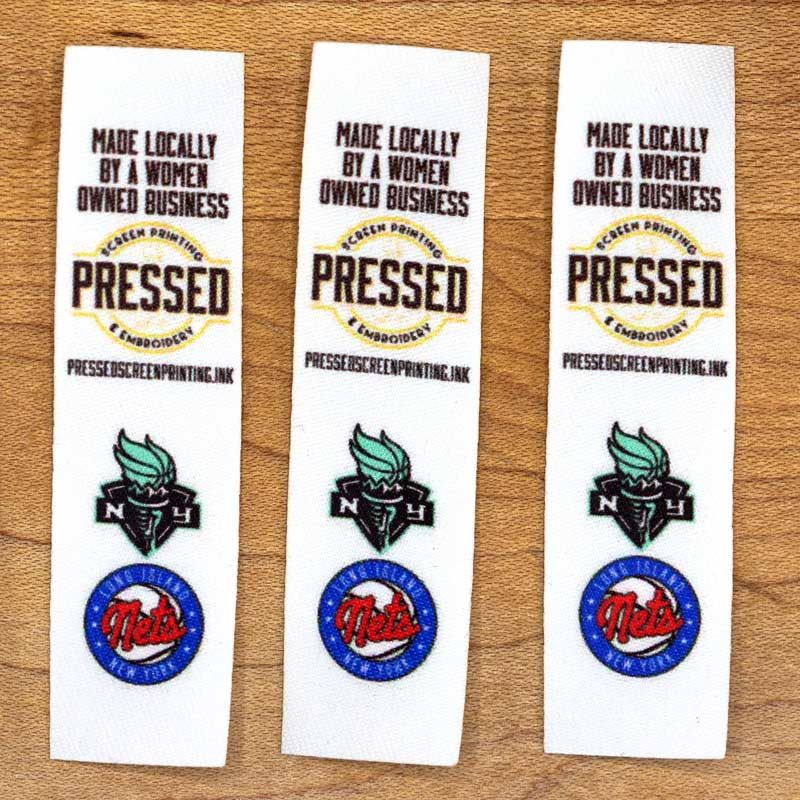 MADE LOCALLY
BY A WOMEN
OWNED BUSINESS
SCREEN PRINTING
PRESSED
& EMBROIDERY
PRESSEDSCREENPRINTING.INK
NY
LONG ISLAND
Nets
NEW YORK
MADE LOCALLY
BY A WOMEN
OWNED BUSINESS
SCREEN PRINTING
PRESSED
& EMBROIDERY
PRESSEDSCREENPRINTING.INK
NY
LONG ISLAND
Nets
NEW YORK
MADE LOCALLY
BY A WOMEN
OWNED BUSINESS
SCREEN PRINTING
PRESSED
& EMBROIDERY
PRESSEDSCREENPRINTING.INK
NY
LONG ISLAND
Nets
NEW YORK